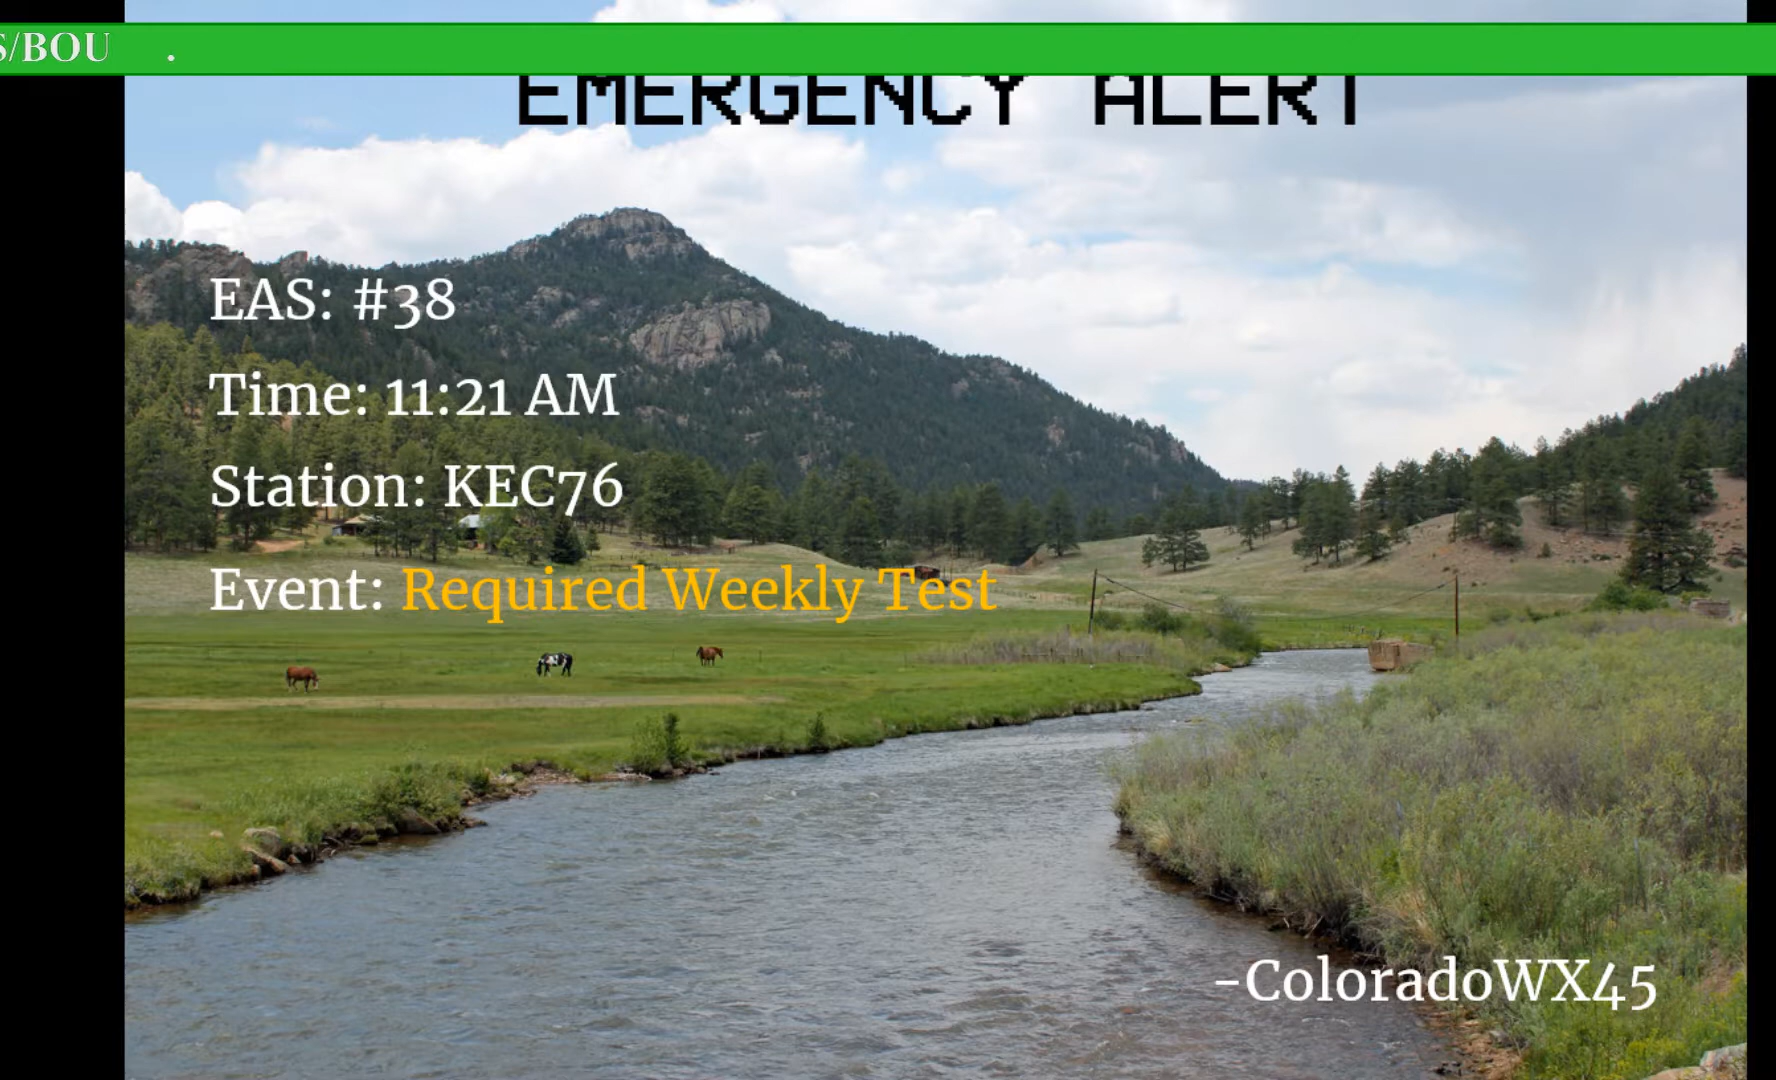 S/BOU .
EMERGENCY ALERT
EAS: #38
Time: 11:21 AM
Station: KEC76
Event: Required Weekly Test
-ColoradoWX45